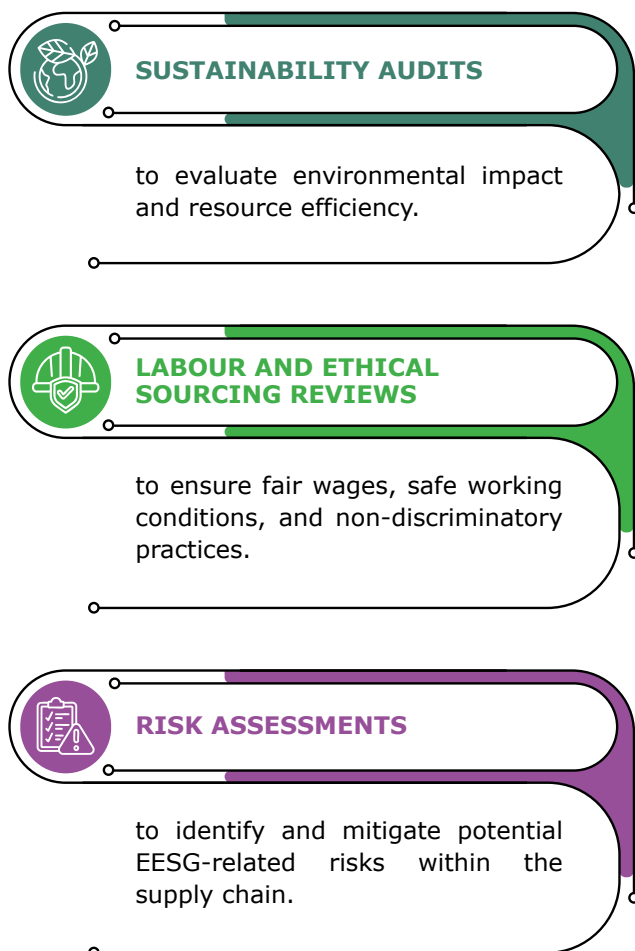 SUSTAINABILITY AUDITS
to evaluate environmental impact
and resource efficiency.
LABOUR AND ETHICAL
SOURCING REVIEWS
to ensure fair wages, safe working
conditions, and non-discriminatory
practices.
RISK ASSESSMENTS
to identify and mitigate potential
EESG-related risks within the
supply chain.